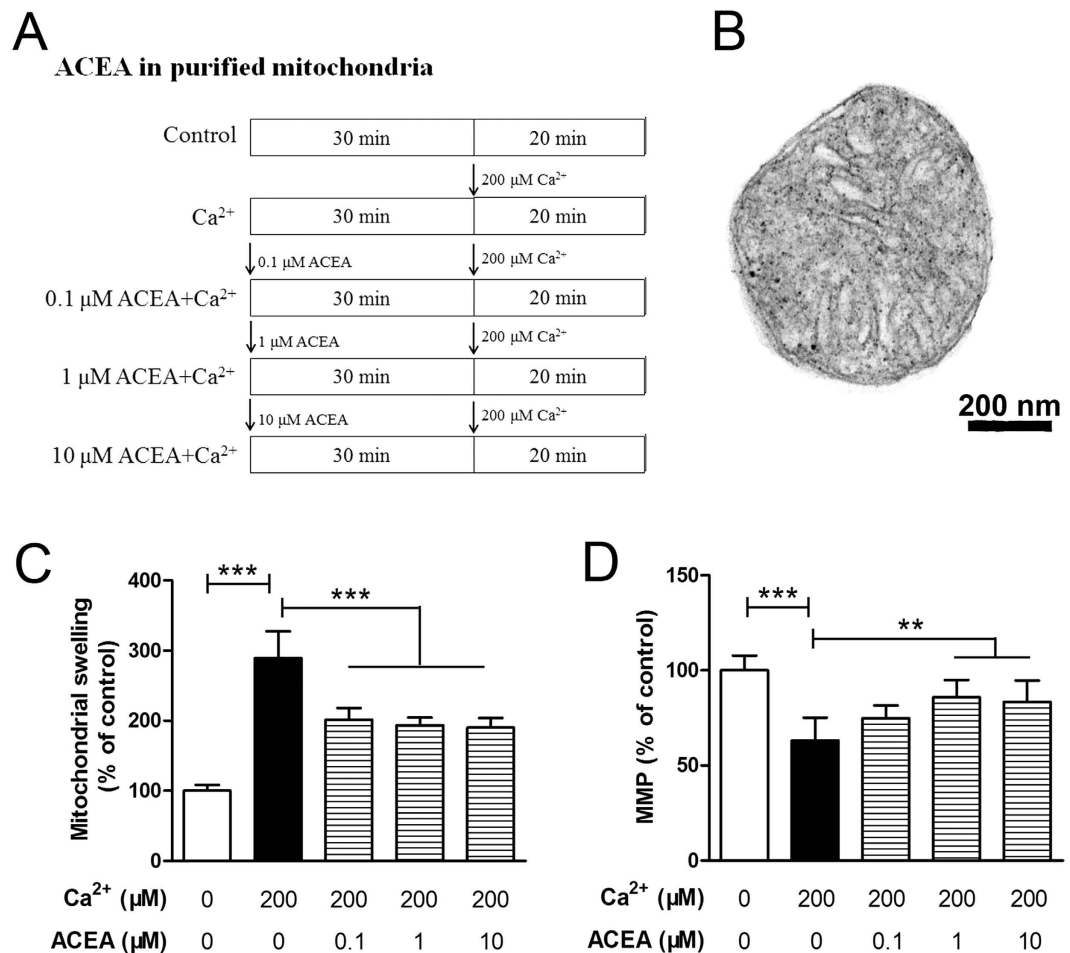 A
ACEA in purified mitochondria
Control 30 min 20 min
200 μM Ca²⁺
Ca²⁺ 30 min 20 min
0.1 μM ACEA 200 μM Ca²⁺
0.1 μM ACEA+Ca²⁺ 30 min 20 min
1 μM ACEA 200 μM Ca²⁺
1 μM ACEA+Ca²⁺ 30 min 20 min
10 μM ACEA 200 μM Ca²⁺
10 μM ACEA+Ca²⁺ 30 min 20 min
B
200 nm
C
Mitochondrial swelling
(% of control)
400
300
200
100
0
***
***
Ca²⁺ (μM) 0 200 200 200 200
ACEA (μM) 0 0 0.1 1 10
D
MMP (% of control)
150
100
50
0
***
**
Ca²⁺ (μM) 0 200 200 200 200
ACEA (μM) 0 0 0.1 1 10